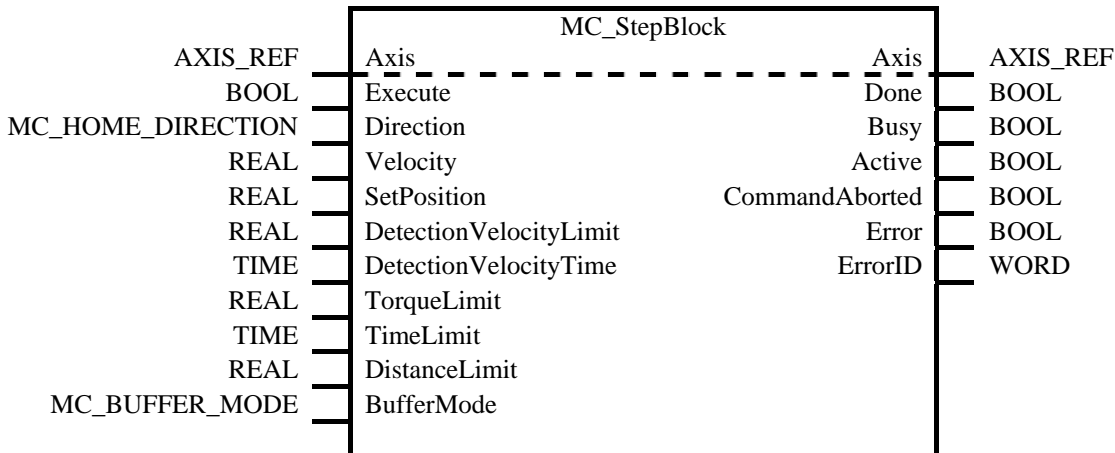 MC_StepBlock
AXIS_REF Axis Axis AXIS_REF
BOOL Execute Done BOOL
MC_HOME_DIRECTION Direction Busy BOOL
REAL Velocity Active BOOL
REAL SetPosition CommandAborted BOOL
REAL DetectionVelocityLimit Error BOOL
TIME DetectionVelocityTime ErrorID WORD
REAL TorqueLimit
TIME TimeLimit
REAL DistanceLimit
MC_BUFFER_MODE BufferMode